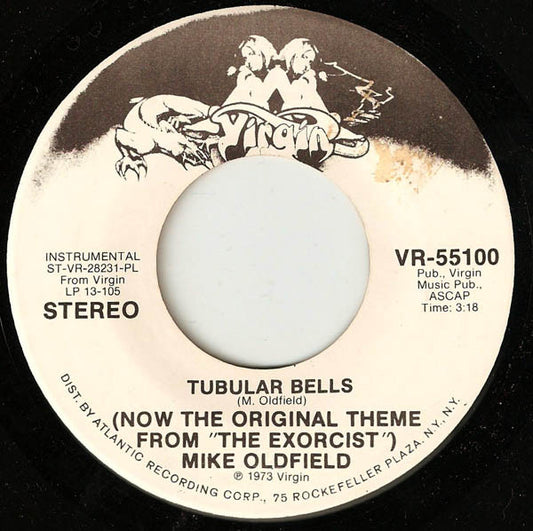 Virgin
INSTRUMENTAL
ST-VR-28231-PL
From Virgin
LP 13-105
STEREO
VR-55100
Pub., Virgin
Music Pub.,
ASCAP
Time: 3:18
TUBULAR BELLS
(M. Oldfield)
(NOW THE ORIGINAL THEME
FROM "THE EXORCIST")
MIKE OLDFIELD
℗ 1973 Virgin
DIST. BY ATLANTIC RECORDING CORP., 75 ROCKEFELLER PLAZA, N.Y., N.Y.